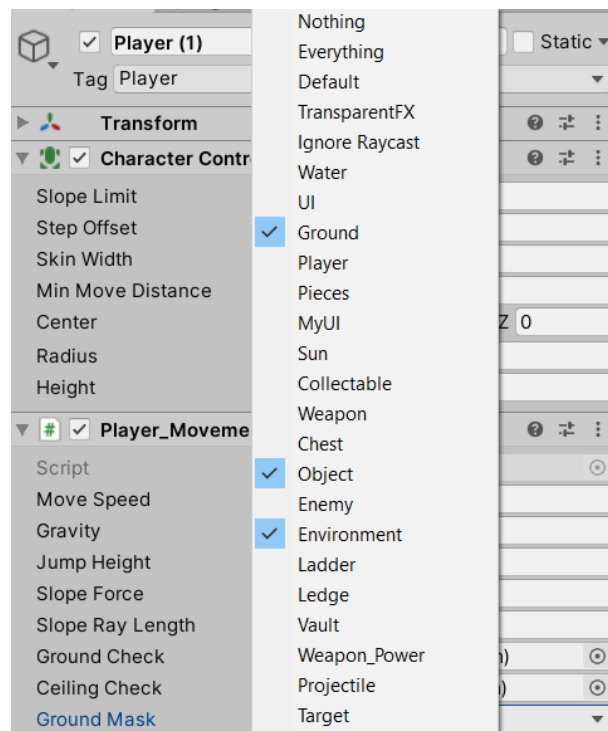 Player (1)
Static
Tag Player
Transform
Character Contr
Slope Limit
Step Offset
Skin Width
Min Move Distance
Center
Z 0
Radius
Height
Player_Moveme
Script
Move Speed
Gravity
Jump Height
Slope Force
Slope Ray Length
Ground Check
Ceiling Check
Ground Mask
Nothing
Everything
Default
TransparentFX
Ignore Raycast
Water
UI
Ground
Player
Pieces
MyUI
Sun
Collectable
Weapon
Chest
Object
Enemy
Environment
Ladder
Ledge
Vault
Weapon_Power
Projectile
Target